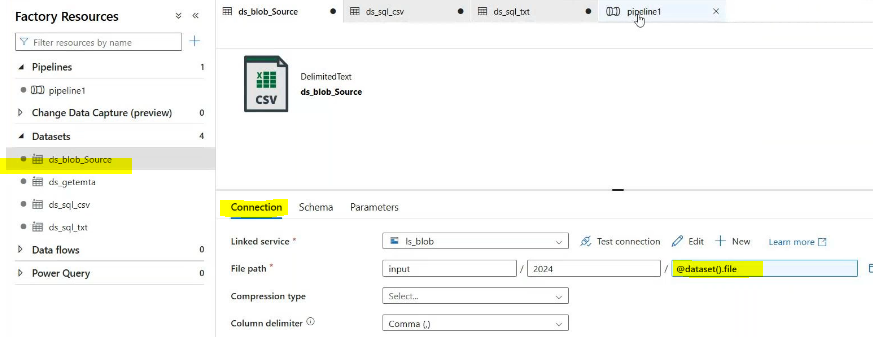 Factory Resources
Filter resources by name
Pipelines 1
pipeline1
Change Data Capture (preview) 0
Datasets 4
ds_blob_Source
ds_getemta
ds_sql_csv
ds_sql_txt
Data flows 0
Power Query 0
ds_blob_Source
ds_sql_csv
ds_sql_txt
pipeline1
CSV
DelimitedText
ds_blob_Source
Connection Schema Parameters
Linked service * ls_blob Test connection Edit New Learn more
File path * input / 2024 / @dataset().file
Compression type Select...
Column delimiter Comma (,)